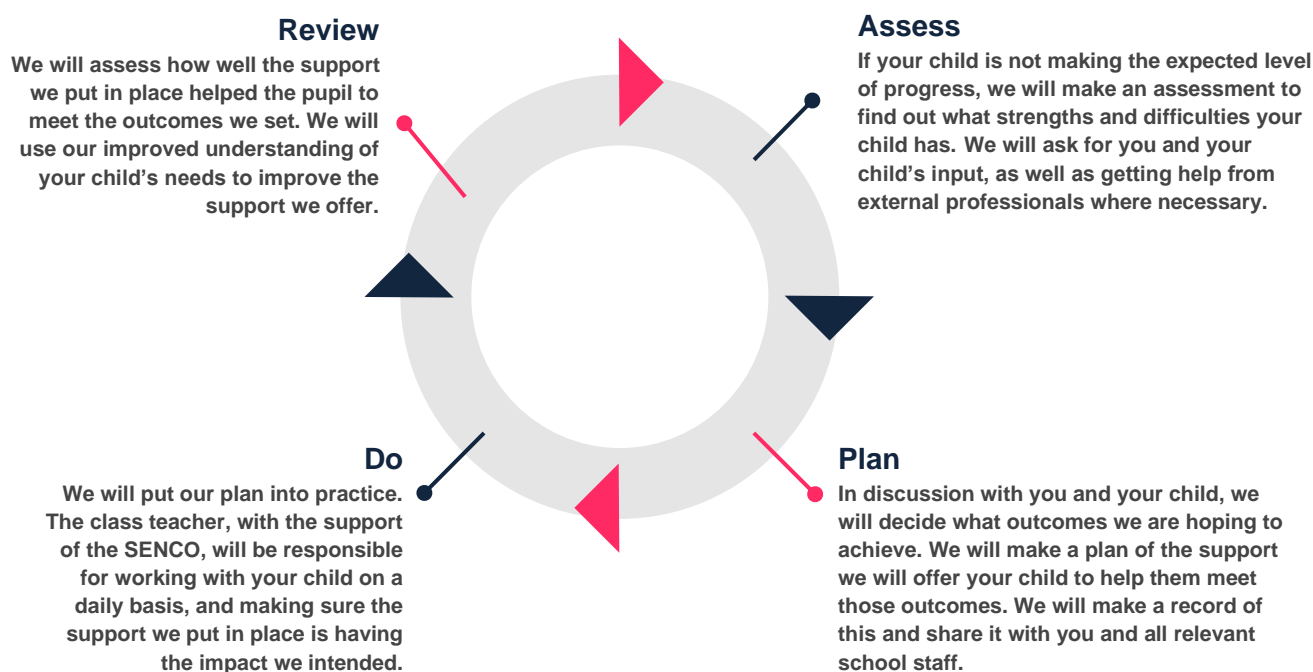 Review
We will assess how well the support
we put in place helped the pupil to
meet the outcomes we set. We will
use our improved understanding of
your child’s needs to improve the
support we offer.
Assess
If your child is not making the expected level
of progress, we will make an assessment to
find out what strengths and difficulties your
child has. We will ask for you and your
child’s input, as well as getting help from
external professionals where necessary.
Do
We will put our plan into practice.
The class teacher, with the support
of the SENCO, will be responsible
for working with your child on a
daily basis, and making sure the
support we put in place is having
the impact we intended.
Plan
In discussion with you and your child, we
will decide what outcomes we are hoping to
achieve. We will make a plan of the support
we will offer your child to help them meet
those outcomes. We will make a record of
this and share it with you and all relevant
school staff.